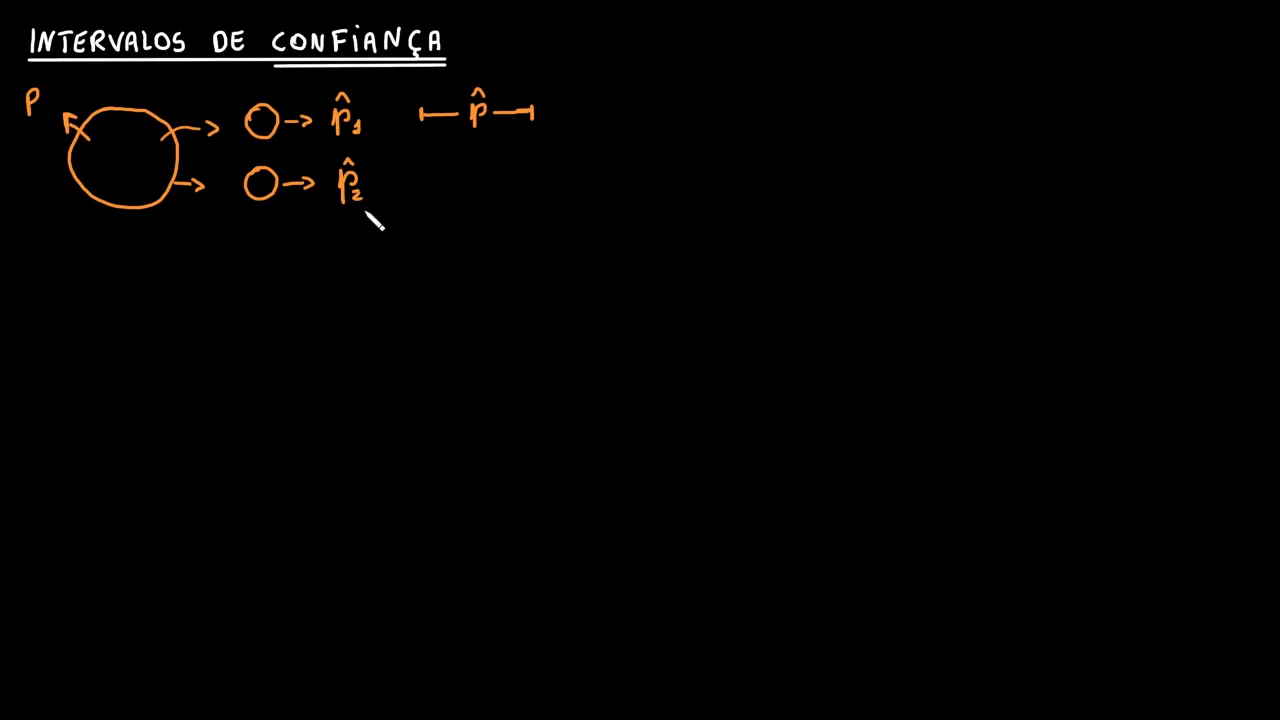 INTERVALOS DE CONFIANÇA
P → p̂₁ ⊢ p̂ ⊣
→ p̂₂